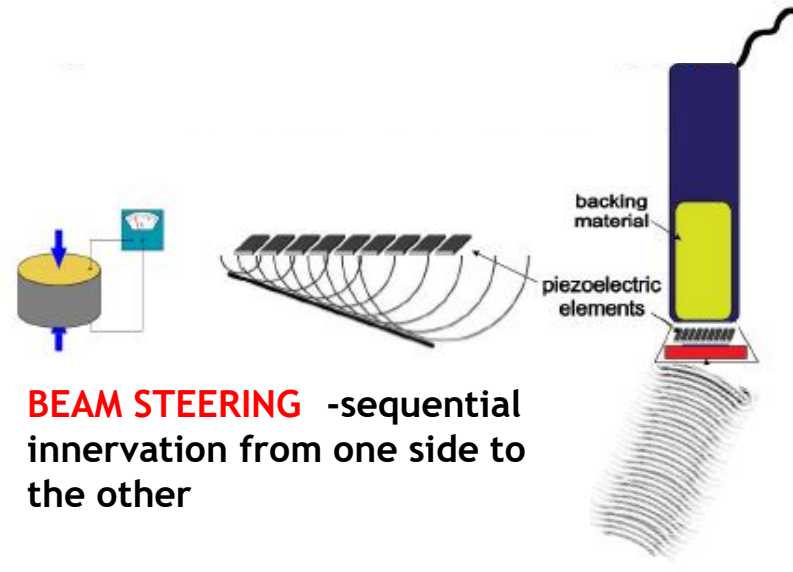 backing
material
piezoelectric
elements
BEAM STEERING -sequential
innervation from one side to
the other